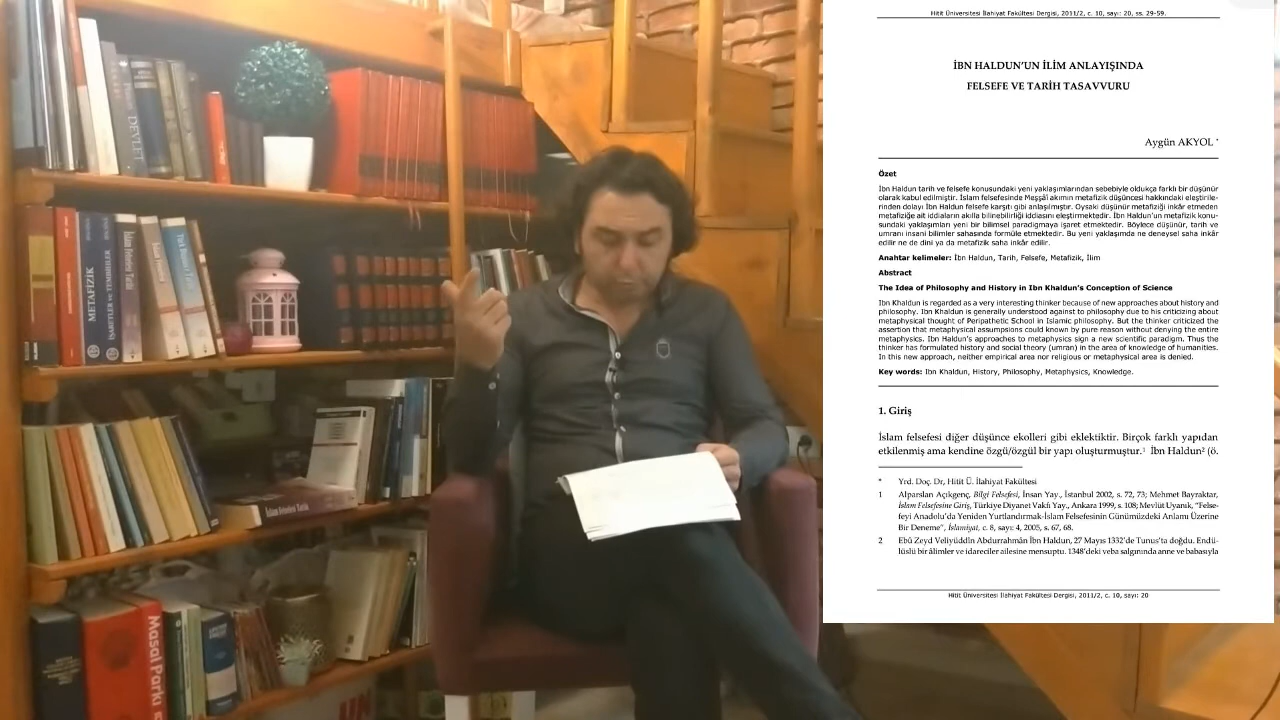 DEVLET
METAFİZİK
İŞARETLER ve TEMBİHLER
İslam Felsefesi Tarihi
İslam Felsefesi Tarihi
Masal Parkı
Hitit Üniversitesi İlahiyat Fakültesi Dergisi, 2011/2, c. 10, sayı: 20, ss. 29-59.
İBN HALDUN'UN İLİM ANLAYIŞINDA
FELSEFE VE TARİH TASAVVURU
Aygün AKYOL *
Özet
İbn Haldun tarih ve felsefe konusundaki yeni yaklaşımlarından sebebiyle oldukça farklı bir düşünür
olarak kabul edilmiştir. İslam felsefesinde Meşşâî akımın metafizik düşüncesi hakkındaki eleştirile-
rinden dolayı İbn Haldun felsefe karşıtı gibi anlaşılmıştır. Oysaki düşünür metafiziği inkâr etmeden
metafiziğe ait iddiaların akılla bilinebilirliği iddiasını eleştirmektedir. İbn Haldun'un metafizik konu-
sundaki yaklaşımları yeni bir bilimsel paradigmaya işaret etmektedir. Böylece düşünür, tarih ve
umranı insani bilimler sahasında formüle etmektedir. Bu yeni yaklaşımda ne deneysel saha inkâr
edilir ne de dini ya da metafizik saha inkâr edilir.
Anahtar kelimeler: İbn Haldun, Tarih, Felsefe, Metafizik, İlim
Abstract
The Idea of Philosophy and History in Ibn Khaldun's Conception of Science
Ibn Khaldun is regarded as a very interesting thinker because of new approaches about history and
philosophy. Ibn Khaldun is generally understood against to philosophy due to his criticizing about
metaphysical thought of Peripathetic School in Islamic philosophy. But the thinker criticized the
assertion that metaphysical assumpsions could known by pure reason without denying the entire
metaphysics. Ibn Khaldun's approaches to metaphysics sign a new scientific paradigm. Thus the
thinker has formulated history and social theory (umran) in the area of knowledge of humanities.
In this new approach, neither empirical area nor religious or metaphysical area is denied.
Key words: Ibn Khaldun, History, Philosophy, Metaphysics, Knowledge.
1. Giriş
İslam felsefesi diğer düşünce ekolleri gibi eklektiktir. Birçok farklı yapıdan
etkilenmiş ama kendine özgü/özgül bir yapı oluşturmuştur.1 İbn Haldun2 (ö.
* Yrd. Doç. Dr, Hitit Ü. İlahiyat Fakültesi
1 Alparslan Açıkgenç, Bilgi Felsefesi, İnsan Yay., İstanbul 2002, s. 72, 73; Mehmet Bayraktar,
İslam Felsefesine Giriş, Türkiye Diyanet Vakfı Yay., Ankara 1999, s. 108; Mevlüt Uyanık, "Felse-
feyi Anadolu'da Yeniden Yurtlandırmak-İslam Felsefesinin Günümüzdeki Anlamı Üzerine
Bir Deneme", İslamiyat, c. 8, sayı: 4, 2005, s. 67, 68.
2 Ebû Zeyd Veliyüddîn Abdurrahmân İbn Haldun, 27 Mayıs 1332'de Tunus'ta doğdu. Endü-
lüslü bir âlimler ve idareciler ailesine mensuptu. 1348'deki veba salgınında anne ve babasıyla
Hitit Üniversitesi İlahiyat Fakültesi Dergisi, 2011/2, c. 10, sayı: 20